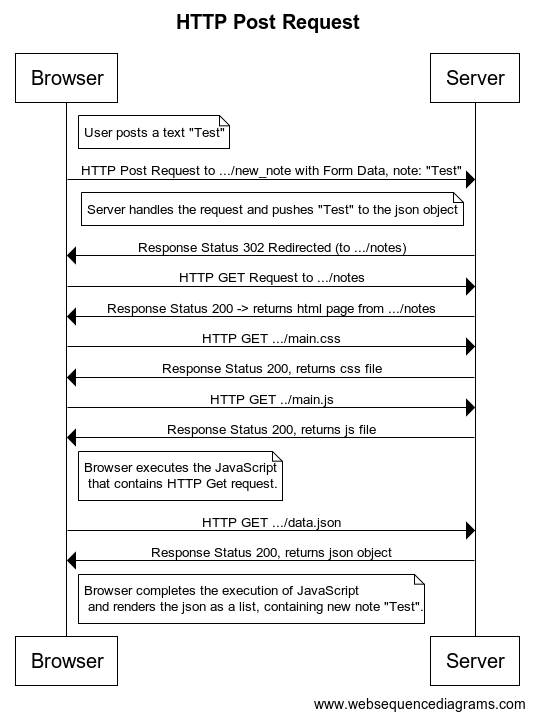 HTTP Post Request
Browser
Server
User posts a text "Test"
HTTP Post Request to .../new_note with Form Data, note: "Test"
Server handles the request and pushes "Test" to the json object
Response Status 302 Redirected (to .../notes)
HTTP GET Request to .../notes
Response Status 200 -> returns html page from .../notes
HTTP GET .../main.css
Response Status 200, returns css file
HTTP GET ../main.js
Response Status 200, returns js file
Browser executes the JavaScript
that contains HTTP Get request.
HTTP GET .../data.json
Response Status 200, returns json object
Browser completes the execution of JavaScript
and renders the json as a list, containing new note "Test".
Browser
Server
www.websequencediagrams.com